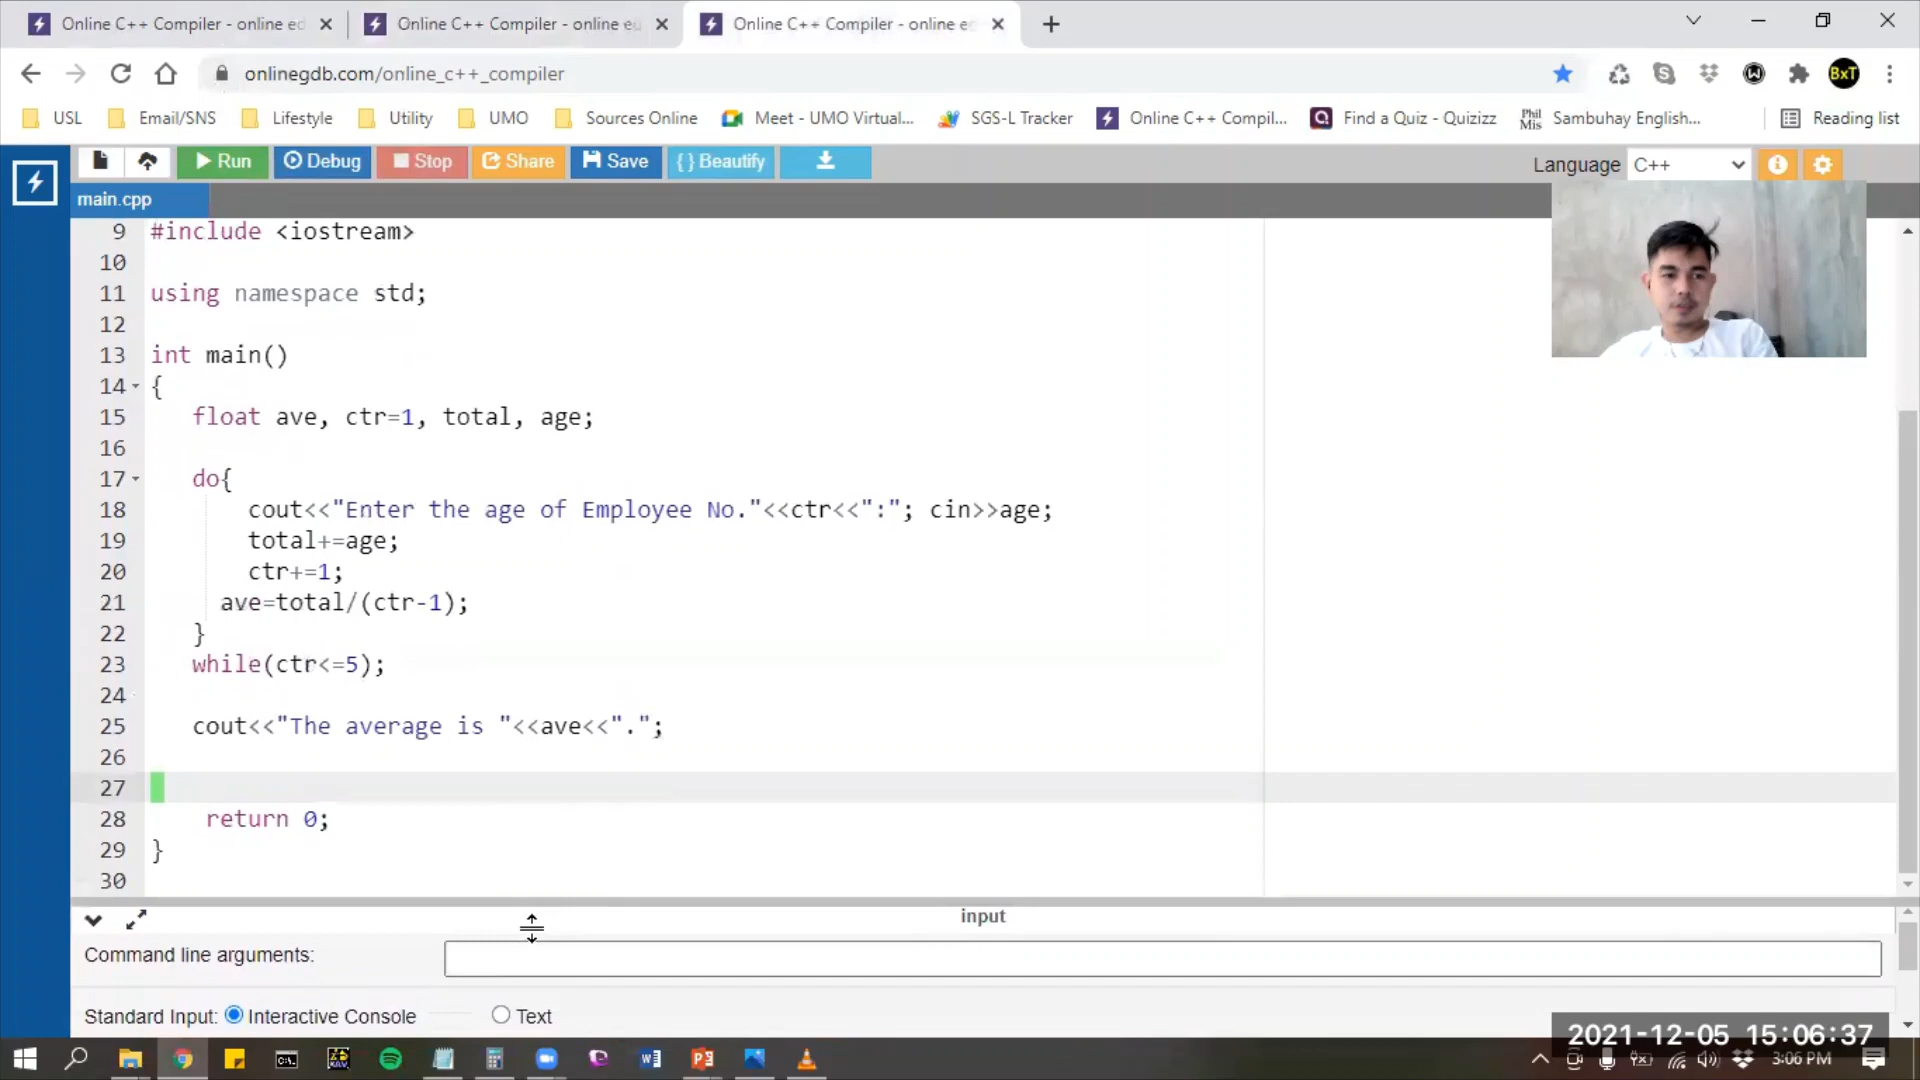 Online C++ Compiler - online ed
Online C++ Compiler - online eu
Online C++ Compiler - online e
onlinegdb.com/online_c++_compiler
BxT
USL
Email/SNS
Lifestyle
Utility
UMO
Sources Online
Meet - UMO Virtual...
SGS-L Tracker
Online C++ Compil...
Find a Quiz - Quizizz
Phil
Mis
Sambuhay English...
Reading list
Run
Debug
Stop
Share
Save
{ } Beautify
Language
C++
main.cpp
9 #include <iostream>
10
11 using namespace std;
12
13 int main()
14 {
15 float ave, ctr=1, total, age;
16
17 do{
18 cout<<"Enter the age of Employee No."<<ctr<<":"; cin>>age;
19 total+=age;
20 ctr+=1;
21 ave=total/(ctr-1);
22 }
23 while(ctr<=5);
24
25 cout<<"The average is "<<ave<<".";
26
27
28 return 0;
29 }
30
input
Command line arguments:
Standard Input:
Interactive Console
Text
2021-12-05 15:06:37
3:06 PM